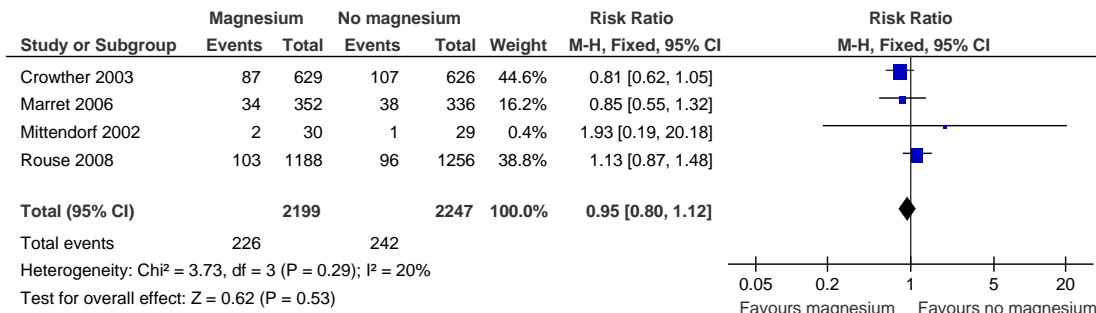 Magnesium No magnesium Risk Ratio Risk Ratio
Study or Subgroup Events Total Events Total Weight M-H, Fixed, 95% CI M-H, Fixed, 95% CI
Crowther 2003 87 629 107 626 44.6% 0.81 [0.62, 1.05]
Marret 2006 34 352 38 336 16.2% 0.85 [0.55, 1.32]
Mittendorf 2002 2 30 1 29 0.4% 1.93 [0.19, 20.18]
Rouse 2008 103 1188 96 1256 38.8% 1.13 [0.87, 1.48]
Total (95% CI) 2199 2247 100.0% 0.95 [0.80, 1.12]
Total events 226 242
Heterogeneity: Chi² = 3.73, df = 3 (P = 0.29); I² = 20%
Test for overall effect: Z = 0.62 (P = 0.53)
0.05 0.2 1 5 20
Favours magnesium Favours no magnesium